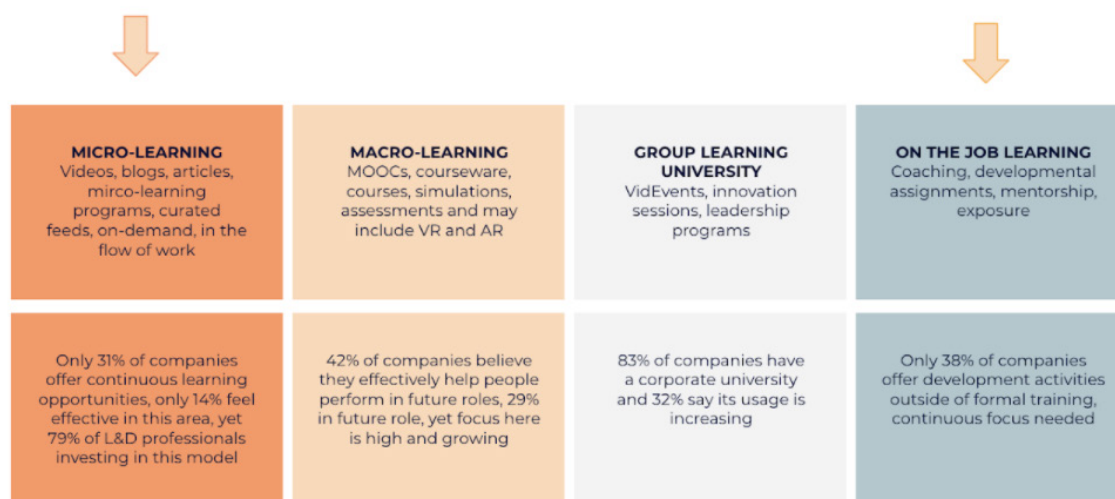 MICRO-LEARNING
Videos, blogs, articles,
mirco-learning
programs, curated
feeds, on-demand, in the
flow of work
MACRO-LEARNING
MOOCs, courseware,
courses, simulations,
assessments and may
include VR and AR
GROUP LEARNING
UNIVERSITY
VidEvents, innovation
sessions, leadership
programs
ON THE JOB LEARNING
Coaching, developmental
assignments, mentorship,
exposure
Only 31% of companies
offer continuous learning
opportunities, only 14% feel
effective in this area, yet
79% of L&D professionals
investing in this model
42% of companies believe
they effectively help people
perform in future roles, 29%
in future role, yet focus here
is high and growing
83% of companies have
a corporate university
and 32% say its usage is
increasing
Only 38% of companies
offer development activities
outside of formal training,
continuous focus needed